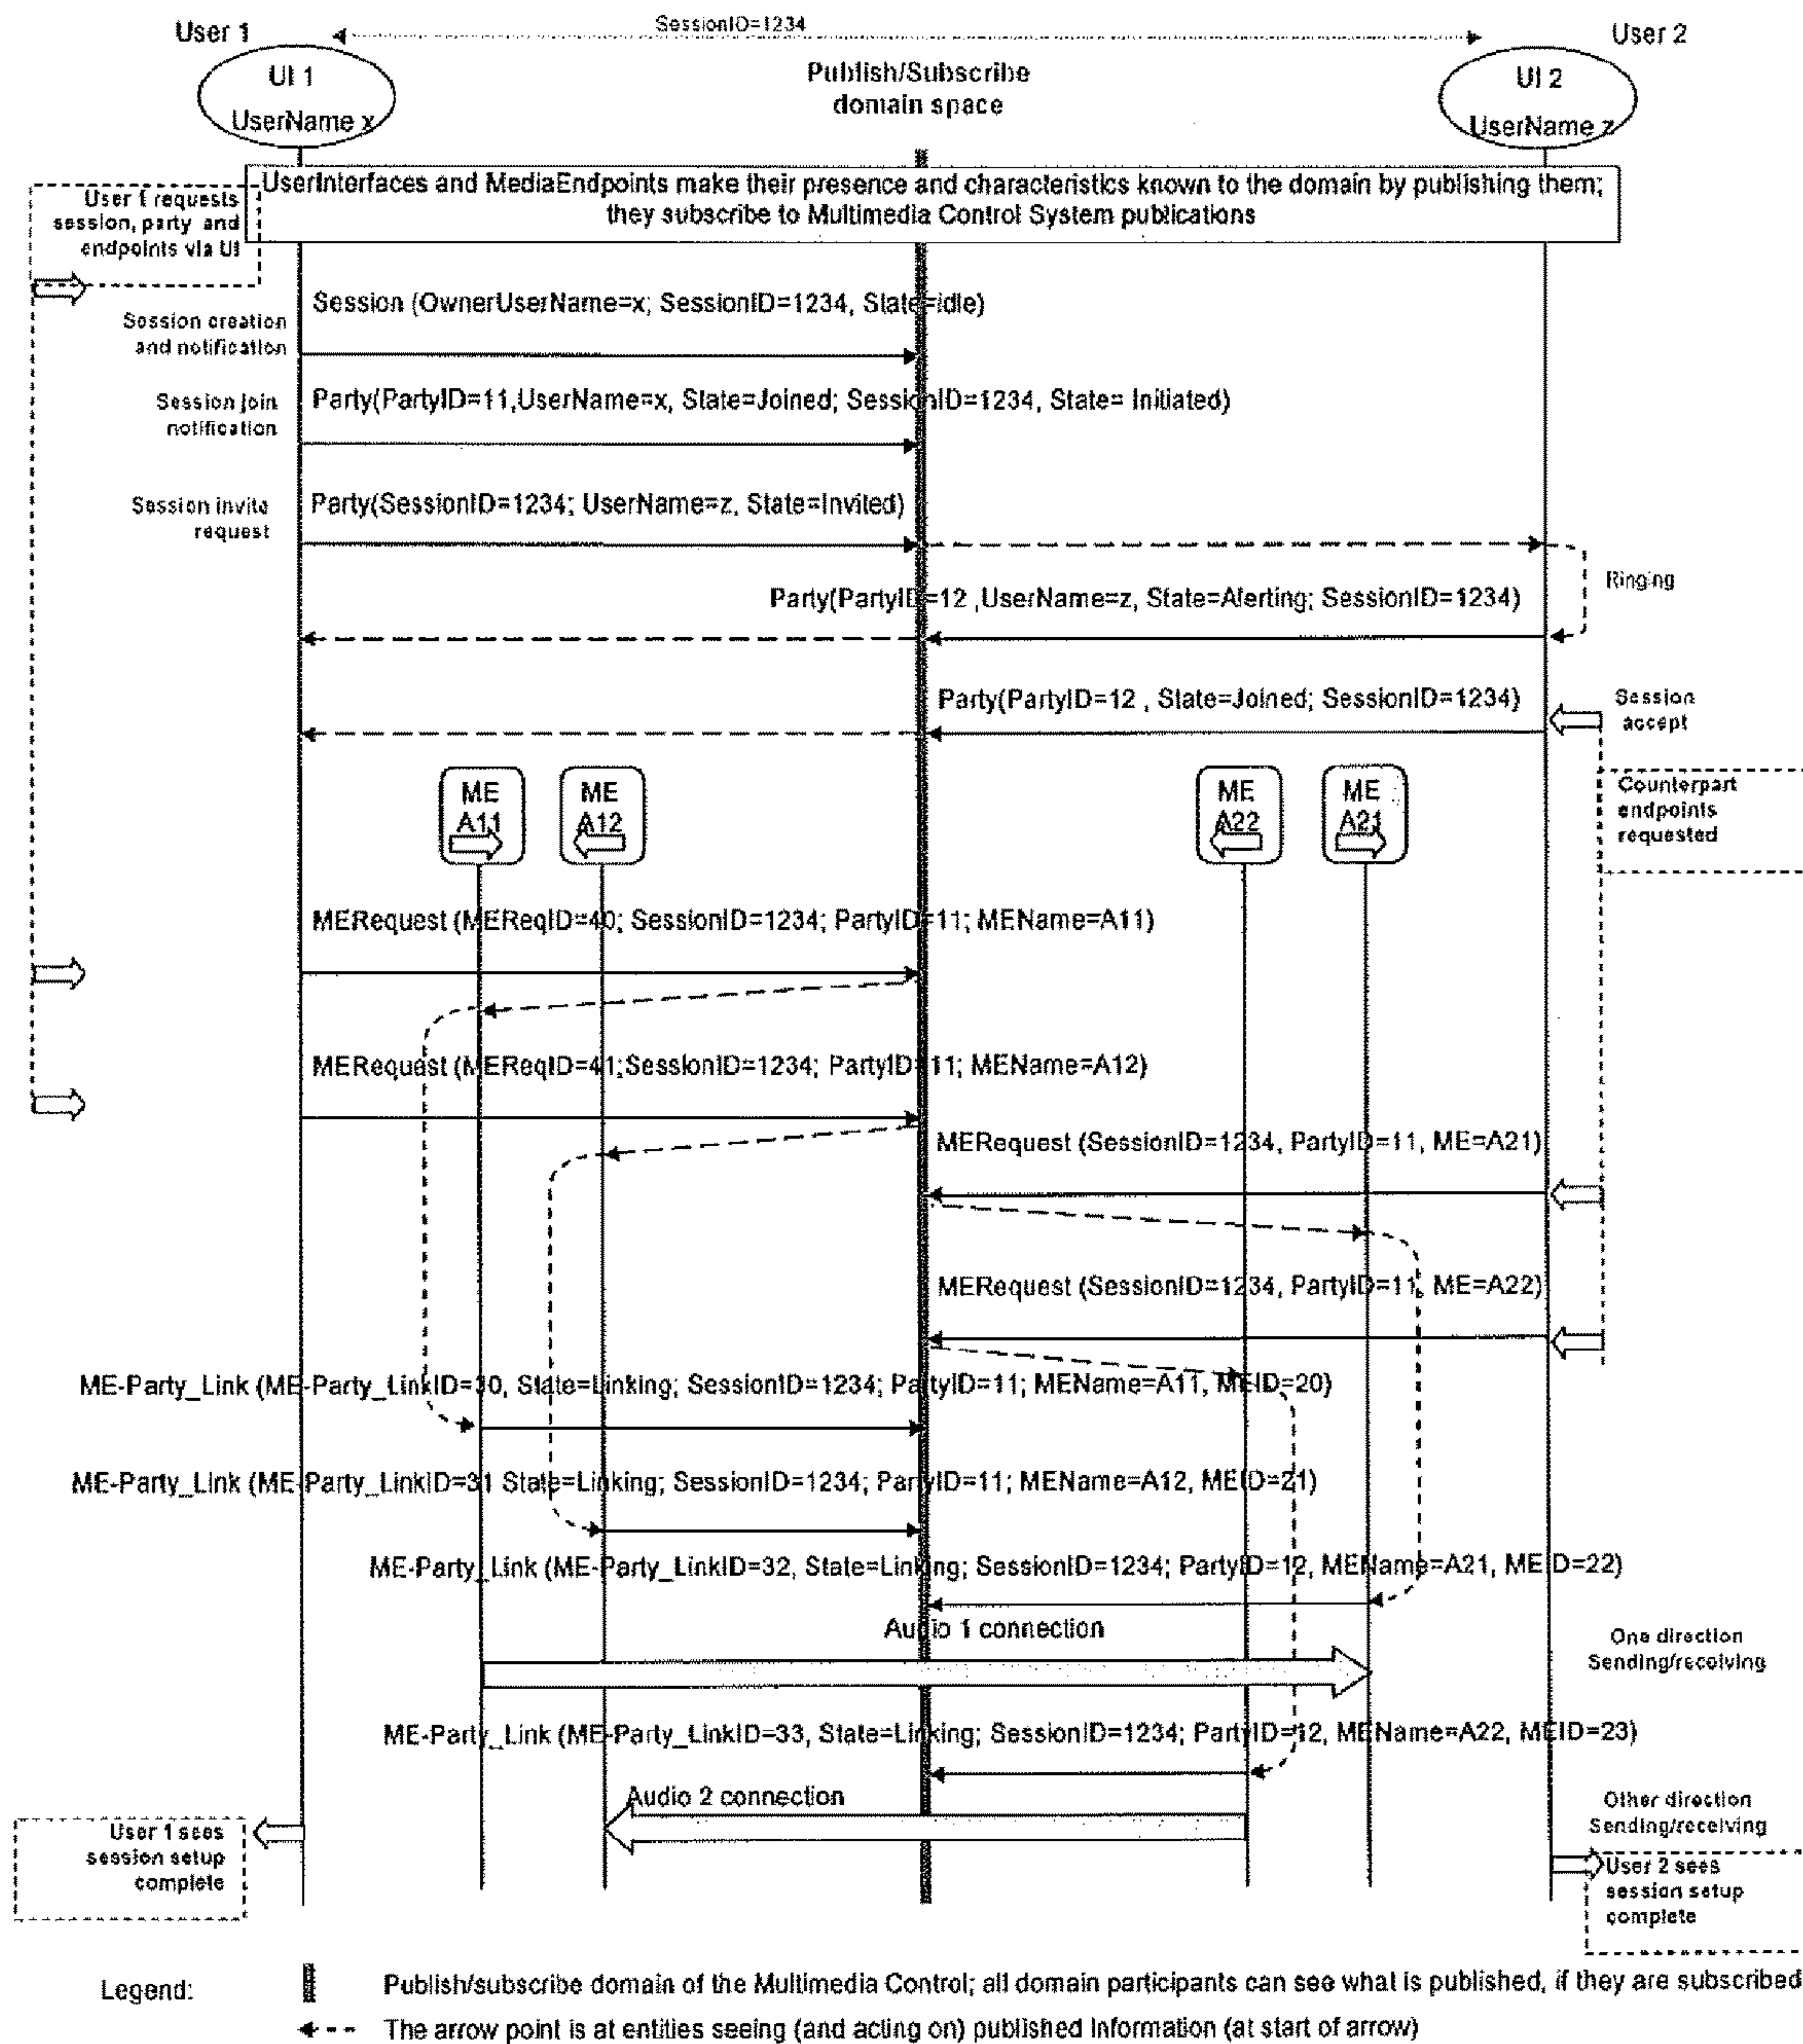 User 1
SessionID=1234
User 2
UI 1
UserName x
Publish/Subscribe
domain space
UI 2
UserName z
UserInterfaces and MediaEndpoints make their presence and characteristics known to the domain by publishing them;
they subscribe to Multimedia Control System publications
User 1 requests
session, party and
endpoints via UI
Session creation
and notification
Session (OwnerUserName=x; SessionID=1234, State=idle)
Session join
notification
Party(PartyID=11,UserName=x, State=Joined; SessionID=1234, State= Initiated)
Session invite
request
Party(SessionID=1234; UserName=z, State=Invited)
Ringing
Party(PartyID=12 ,UserName=z, State=Alerting; SessionID=1234)
Party(PartyID=12 , State=Joined; SessionID=1234)
Session
accept
ME
A11
ME
A12
ME
A22
ME
A21
Counterpart
endpoints
requested
MERequest (MEReqID=40; SessionID=1234; PartyID=11; MEName=A11)
MERequest (MEReqID=41;SessionID=1234; PartyID=11; MEName=A12)
MERequest (SessionID=1234, PartyID=11, ME=A21)
MERequest (SessionID=1234, PartyID=11, ME=A22)
ME-Party_Link (ME-Party_LinkID=30, State=Linking; SessionID=1234; PartyID=11; MEName=A11, MEID=20)
ME-Party_Link (ME-Party_LinkID=31 State=Linking; SessionID=1234; PartyID=11; MEName=A12, MEID=21)
ME-Party_Link (ME-Party_LinkID=32, State=Linking; SessionID=1234; PartyID=12, MEName=A21, MEID=22)
Audio 1 connection
One direction
Sending/receiving
ME-Party_Link (ME-Party_LinkID=33, State=Linking; SessionID=1234; PartyID=12, MEName=A22, MEID=23)
Audio 2 connection
Other direction
Sending/receiving
User 1 sees
session setup
complete
User 2 sees
session setup
complete
Legend:
Publish/subscribe domain of the Multimedia Control; all domain participants can see what is published, if they are subscribed
The arrow point is at entities seeing (and acting on) published Information (at start of arrow)